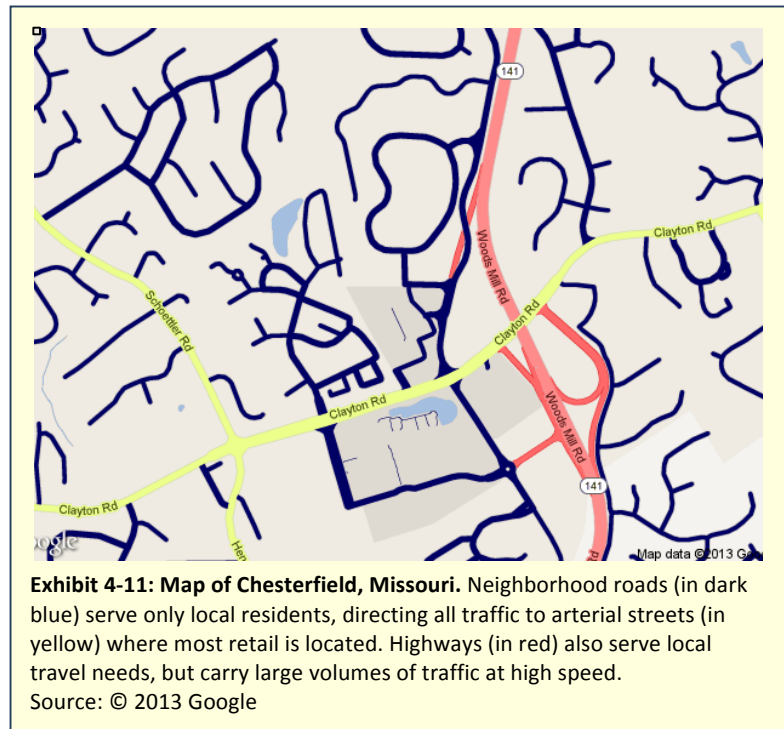 141
Clayton Rd
Woods Mill Rd
Schoettler Rd
Clayton Rd
Clayton Rd
Woods Mill Rd
141
Clayton Rd
Map data ©2013
Exhibit 4-11: Map of Chesterfield, Missouri. Neighborhood roads (in dark
blue) serve only local residents, directing all traffic to arterial streets (in
yellow) where most retail is located. Highways (in red) also serve local
travel needs, but carry large volumes of traffic at high speed.
Source: © 2013 Google